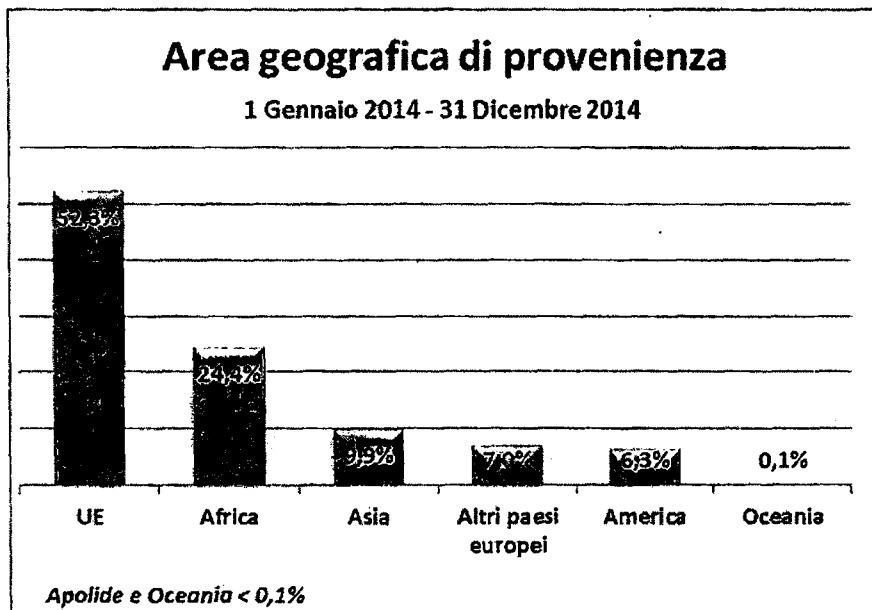 Area geografica di provenienza
1 Gennaio 2014 - 31 Dicembre 2014
52,3%
24,4%
9,9%
7,0%
6,3%
0,1%
UE
Africa
Asia
Altri paesi
europei
America
Oceania
Apolide e Oceania < 0,1%